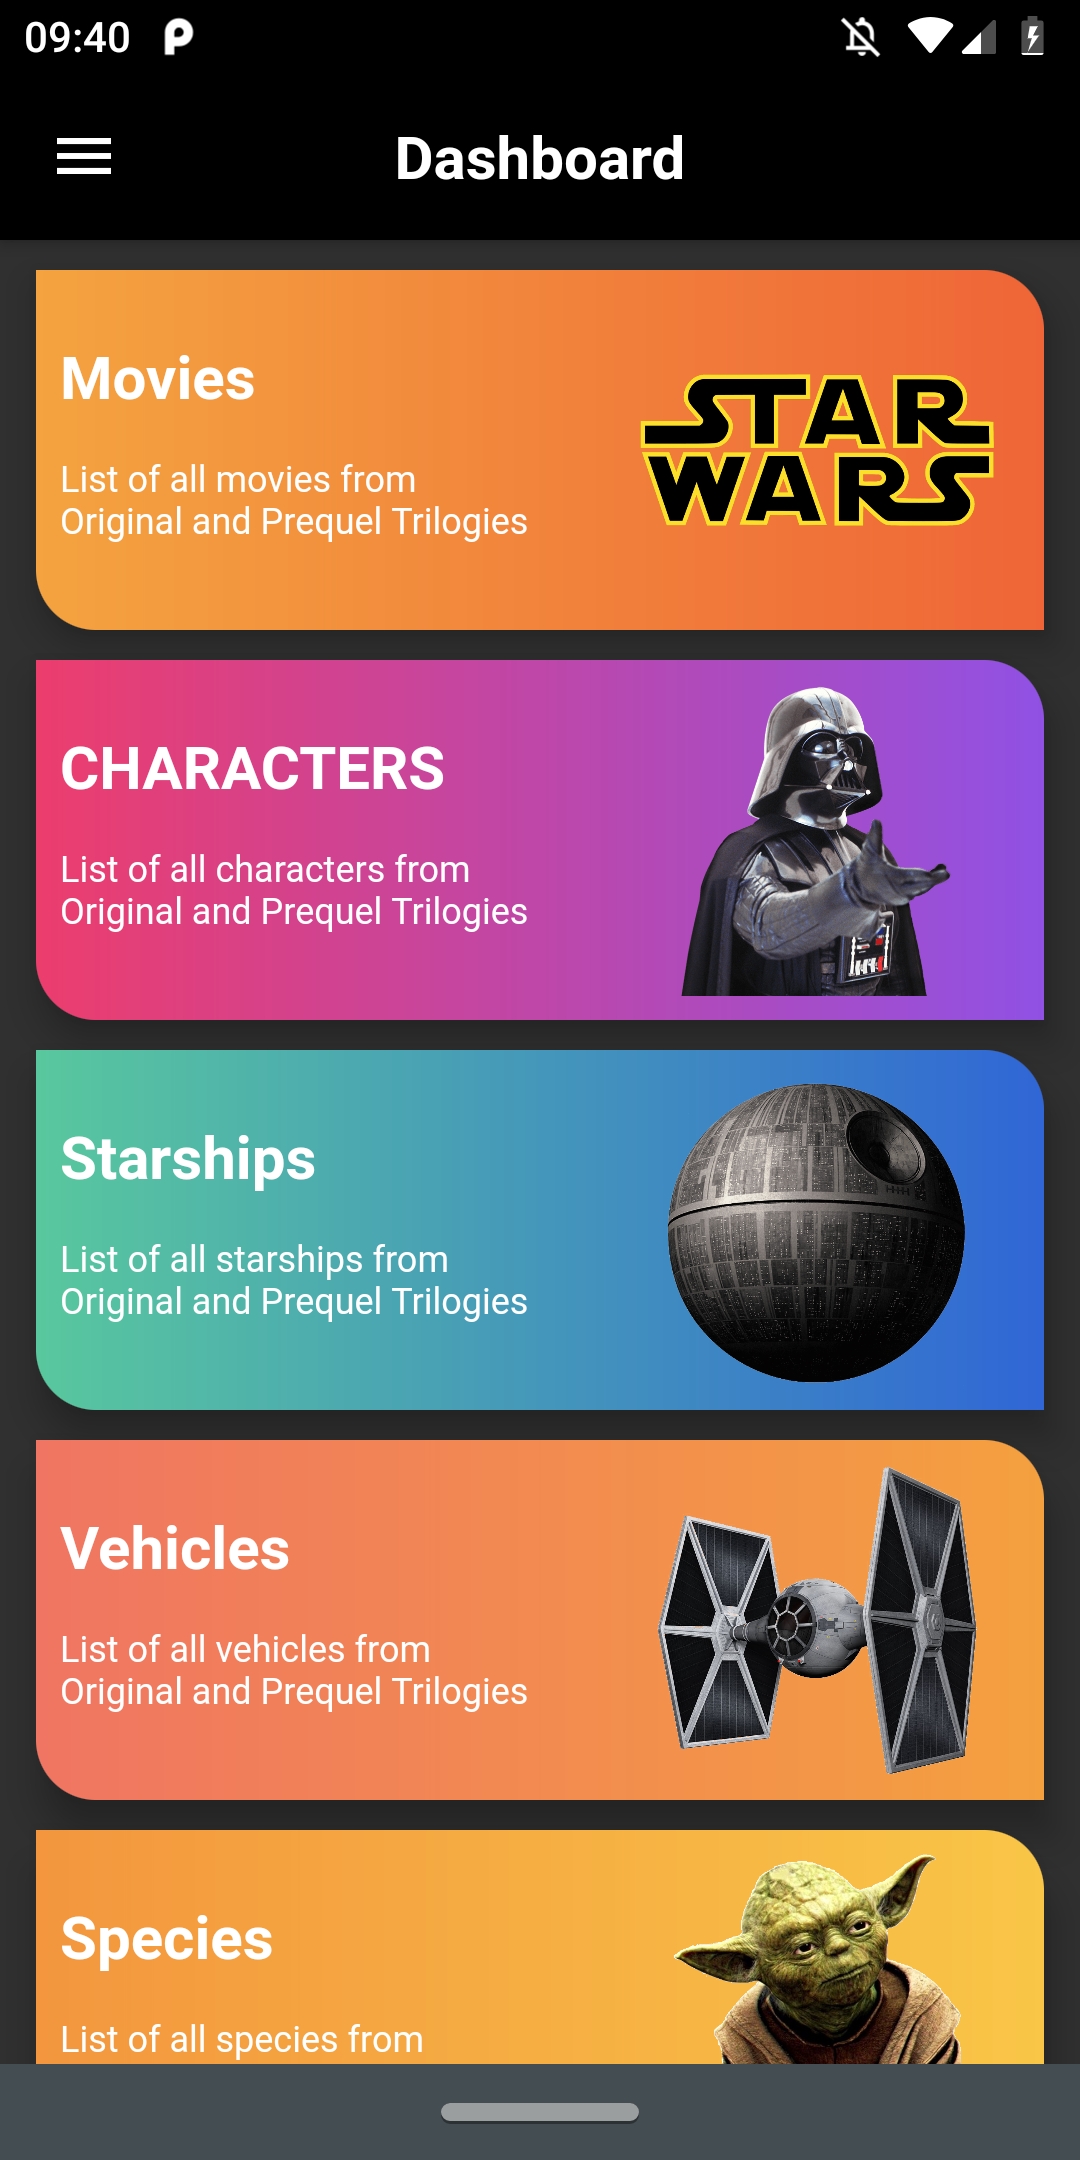 09:40
Dashboard
Movies
List of all movies from
Original and Prequel Trilogies
STAR
WARS
CHARACTERS
List of all characters from
Original and Prequel Trilogies
Starships
List of all starships from
Original and Prequel Trilogies
Vehicles
List of all vehicles from
Original and Prequel Trilogies
Species
List of all species from